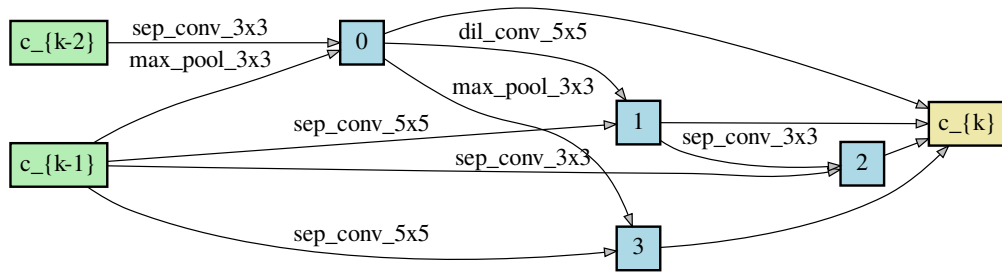 c_{k-2}
sep_conv_3x3
0
dil_conv_5x5
max_pool_3x3
max_pool_3x3
sep_conv_5x5
1
c_{k}
c_{k-1}
sep_conv_3x3
sep_conv_3x3
2
sep_conv_5x5
3